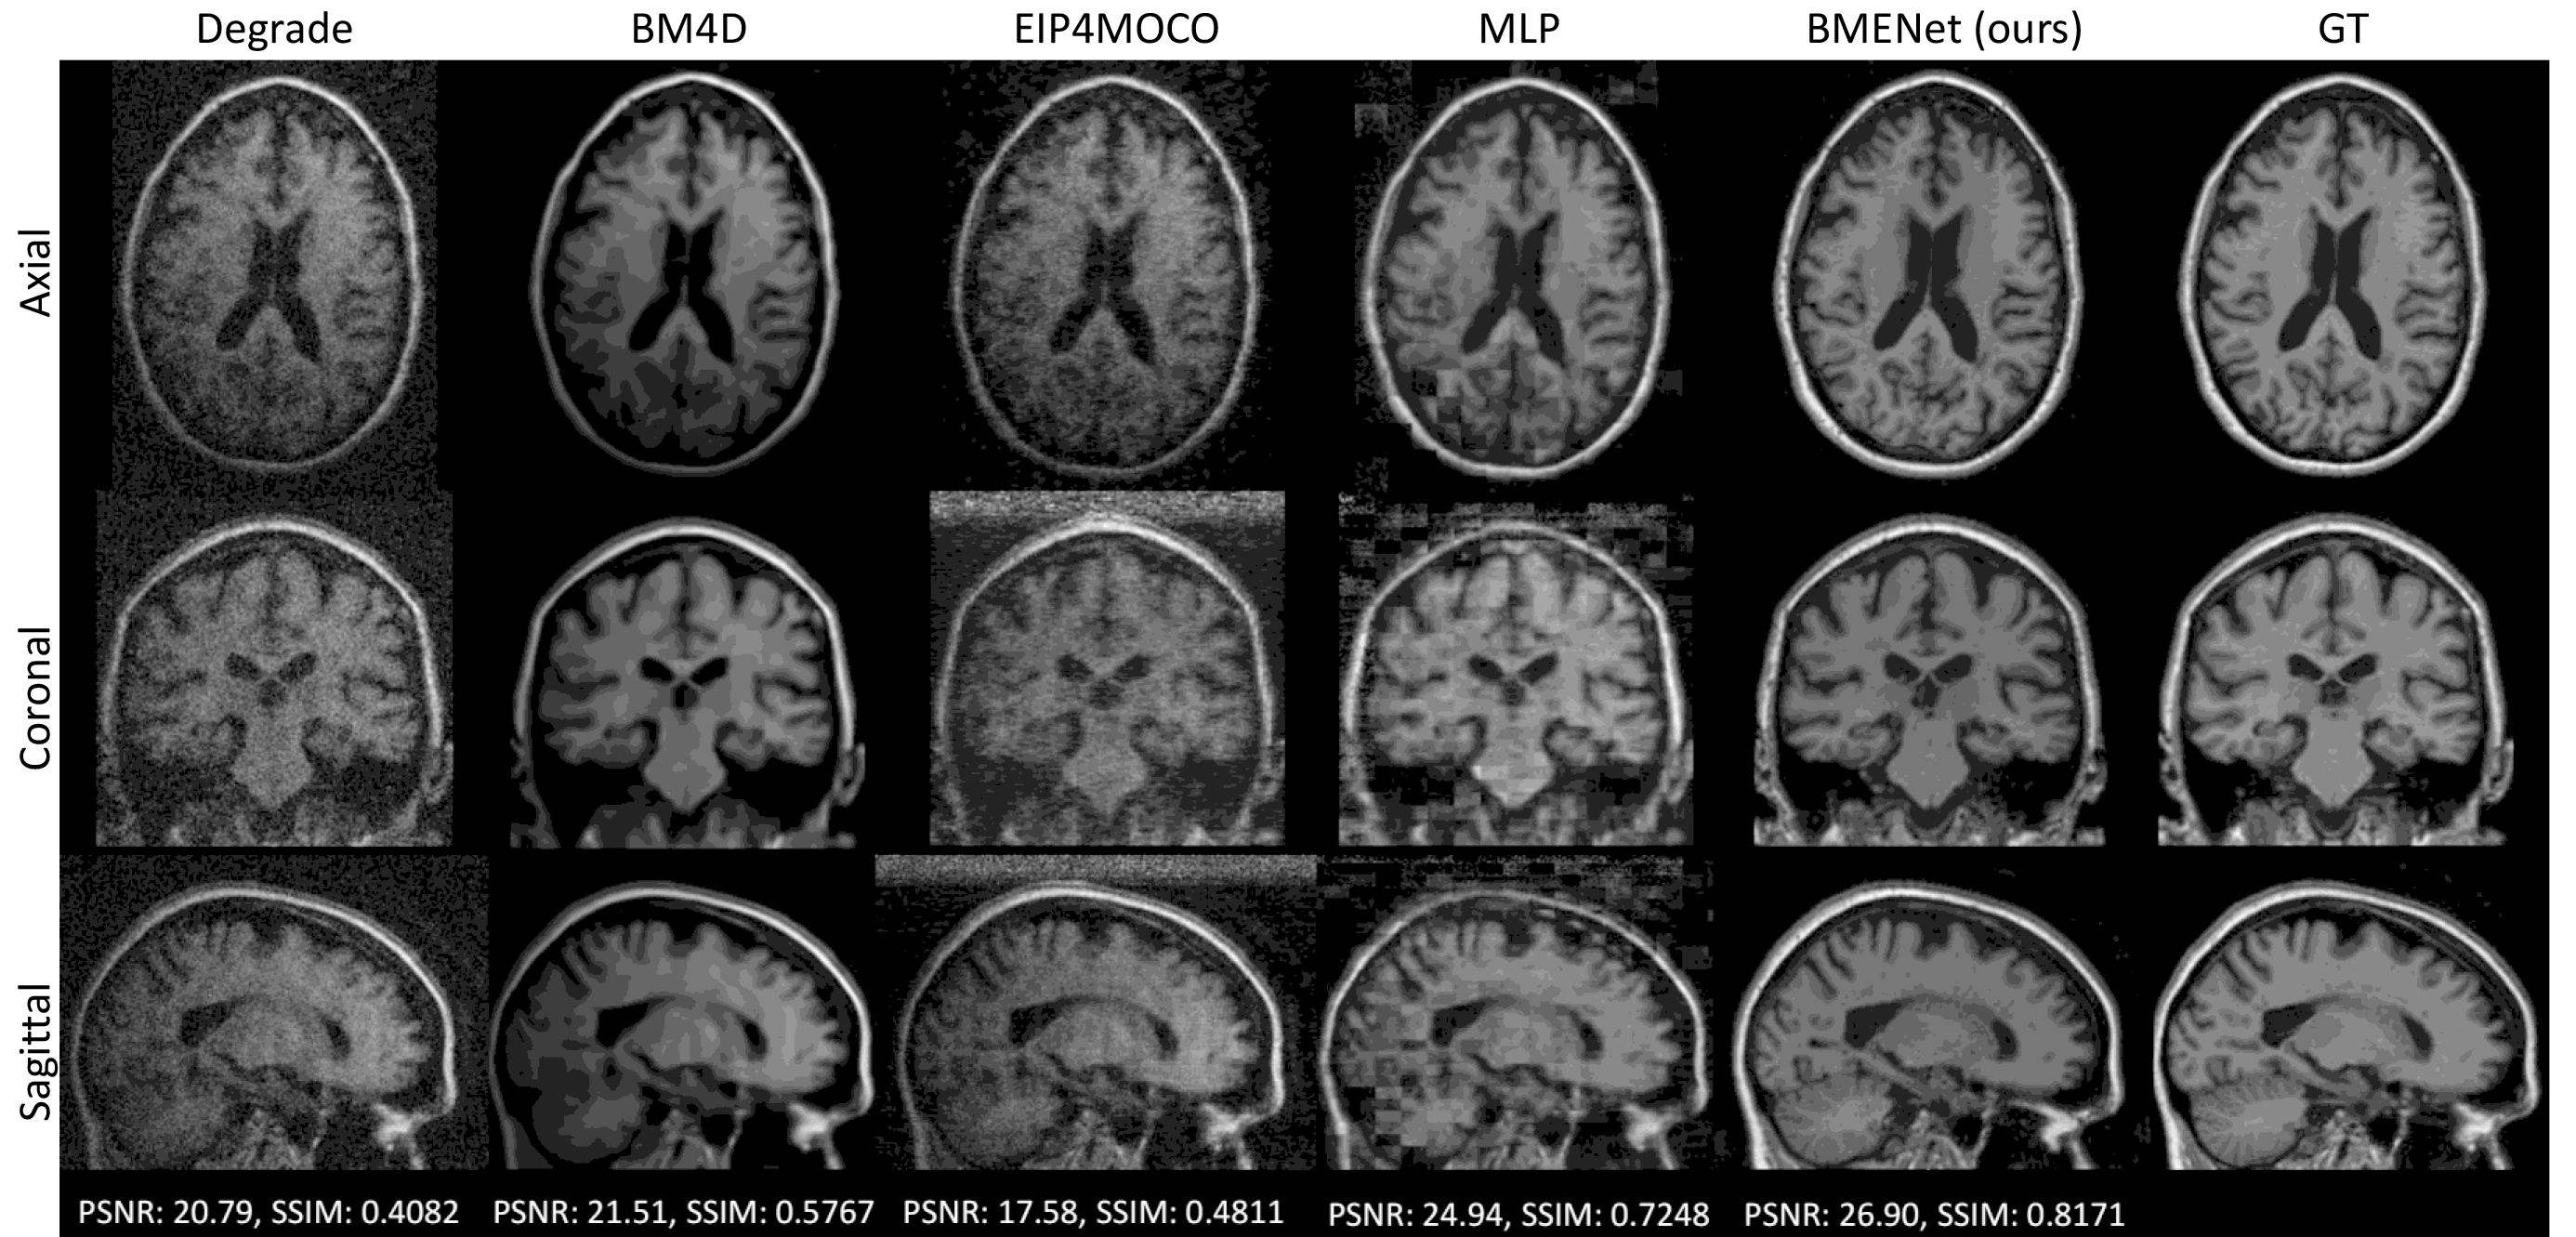 Degrade BM4D EIP4MOCO MLP BMENet (ours) GT
Axial
Coronal
Sagittal
PSNR: 20.79, SSIM: 0.4082 PSNR: 21.51, SSIM: 0.5767 PSNR: 17.58, SSIM: 0.4811 PSNR: 24.94, SSIM: 0.7248 PSNR: 26.90, SSIM: 0.8171